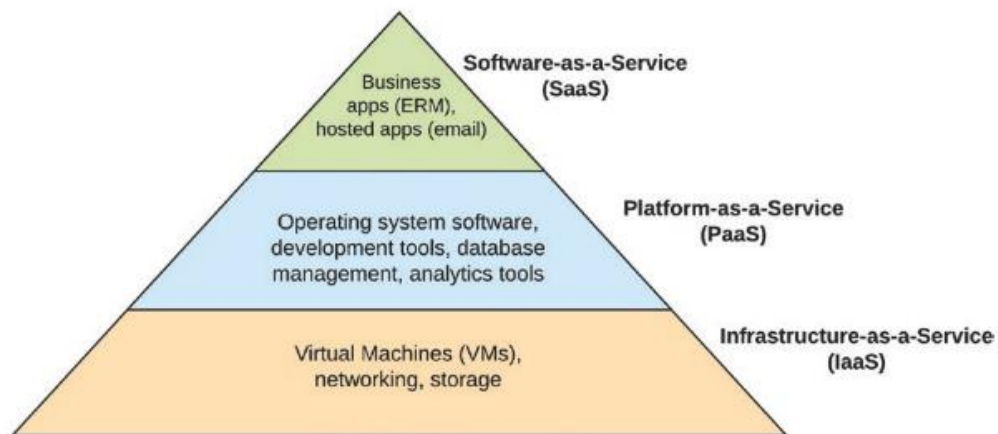 Business
apps (ERM),
hosted apps (email)
Software-as-a-Service
(SaaS)
Operating system software,
development tools, database
management, analytics tools
Platform-as-a-Service
(PaaS)
Virtual Machines (VMs),
networking, storage
Infrastructure-as-a-Service
(IaaS)